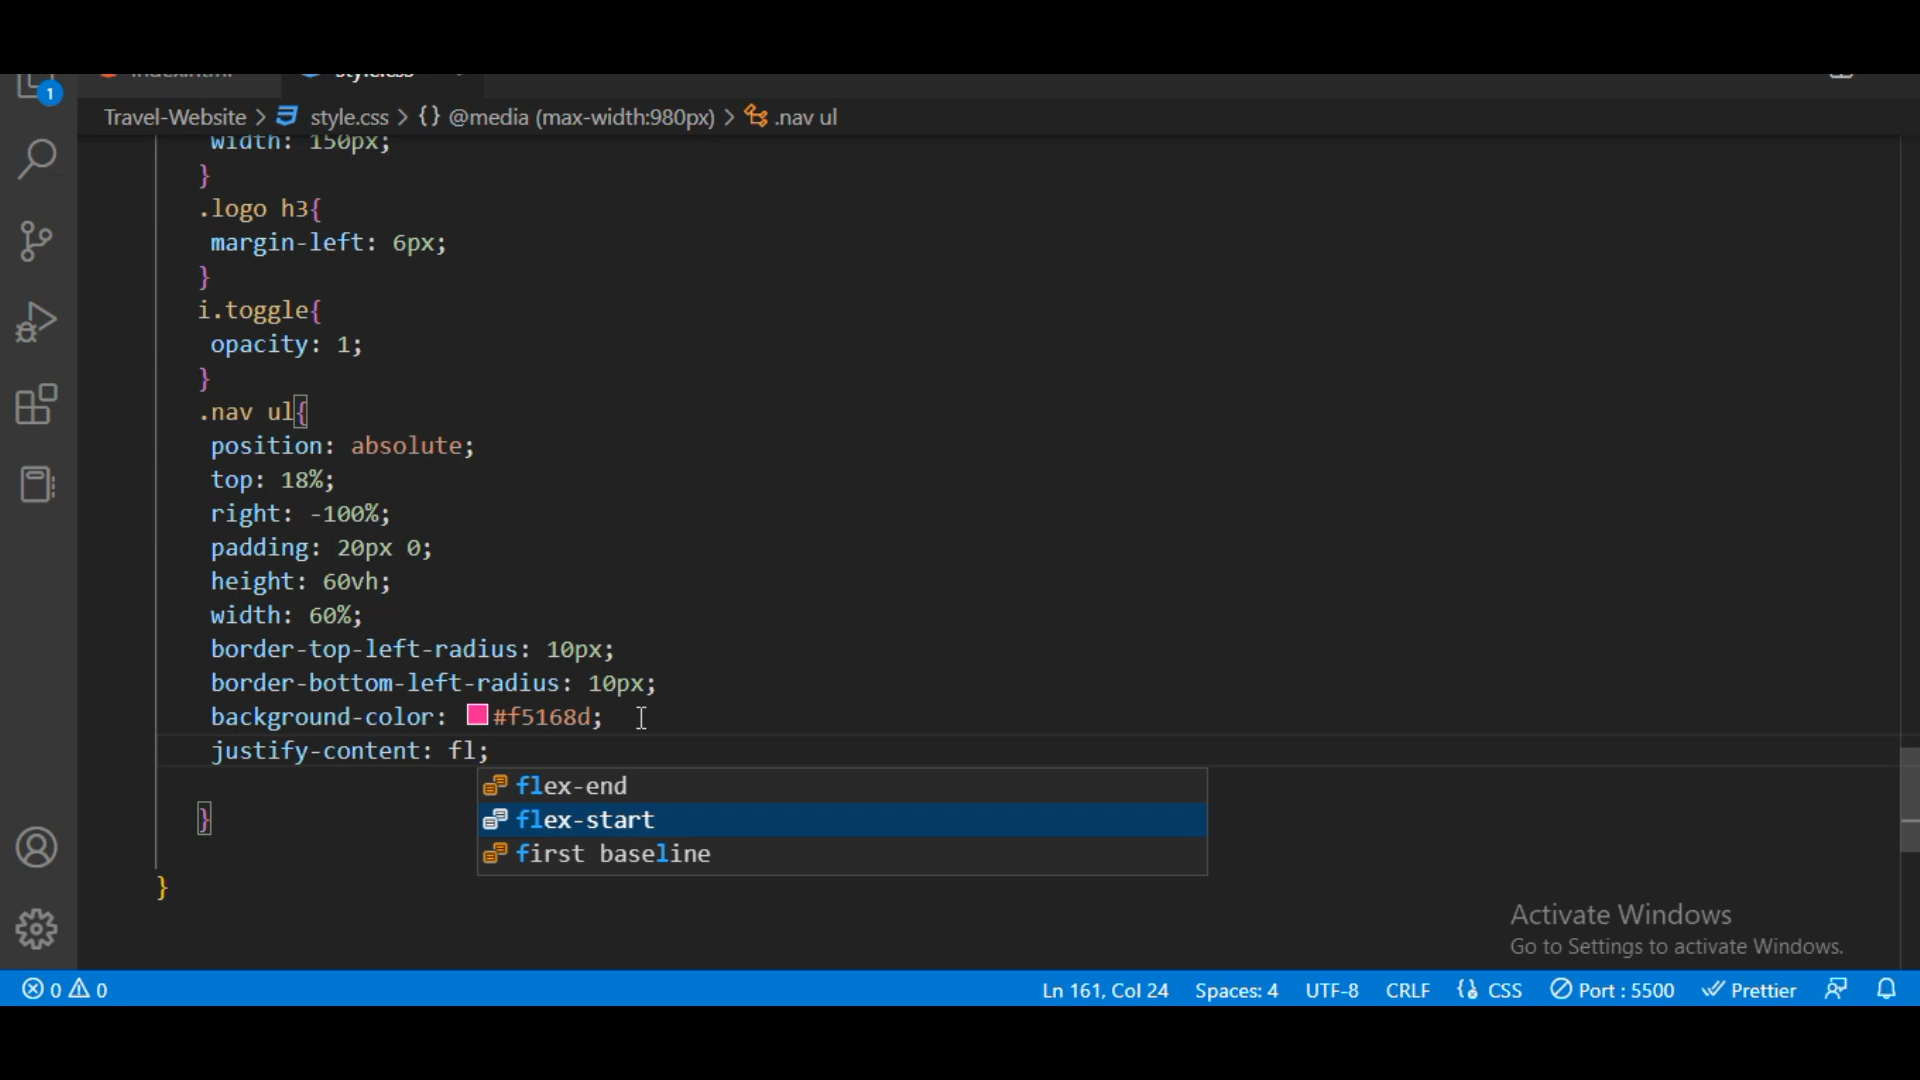 1
Travel-Website > style.css > {} @media (max-width:980px) > .nav ul
width: 150px;
}
.logo h3{
margin-left: 6px;
}
i.toggle{
opacity: 1;
}
.nav ul{
position: absolute;
top: 18%;
right: -100%;
padding: 20px 0;
height: 60vh;
width: 60%;
border-top-left-radius: 10px;
border-bottom-left-radius: 10px;
background-color: #f5168d;
justify-content: fl;
flex-end
flex-start
first baseline
}
}
Activate Windows
Go to Settings to activate Windows.
0 0 Ln 161, Col 24 Spaces: 4 UTF-8 CRLF {} CSS Port : 5500 Prettier